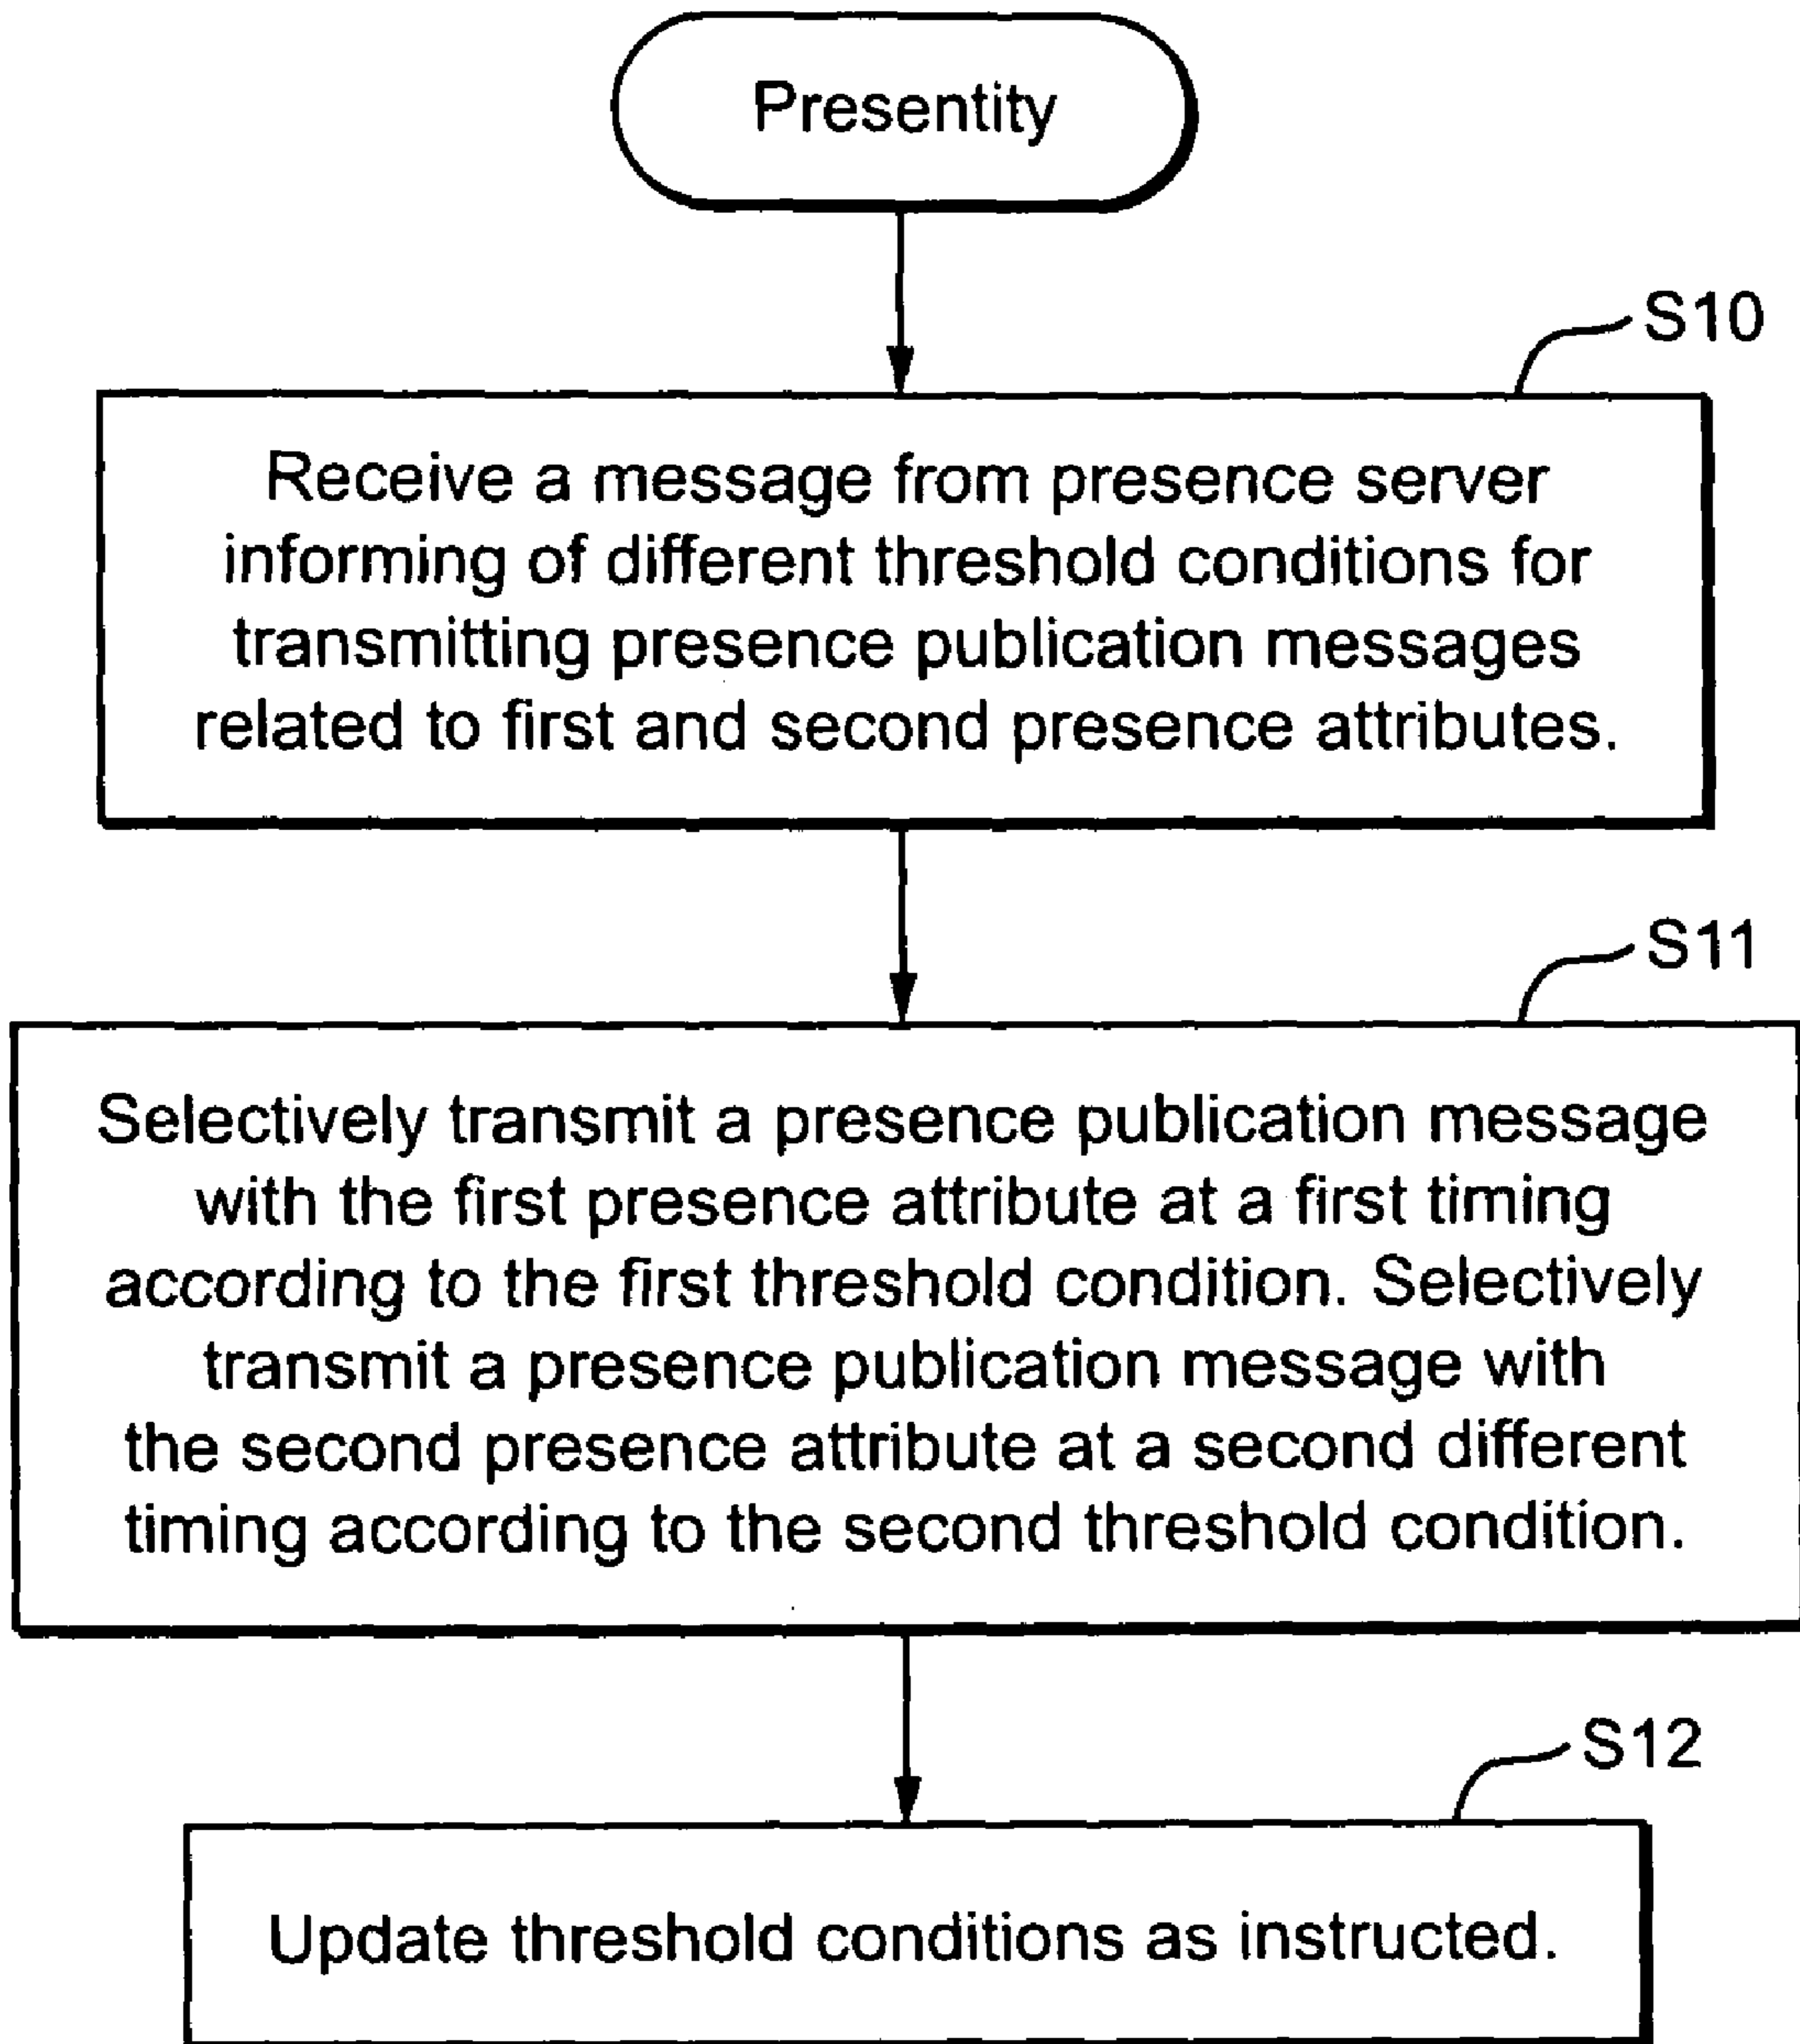 Presentity
S10
Receive a message from presence server
informing of different threshold conditions for
transmitting presence publication messages
related to first and second presence attributes.
S11
Selectively transmit a presence publication message
with the first presence attribute at a first timing
according to the first threshold condition. Selectively
transmit a presence publication message with
the second presence attribute at a second different
timing according to the second threshold condition.
S12
Update threshold conditions as instructed.